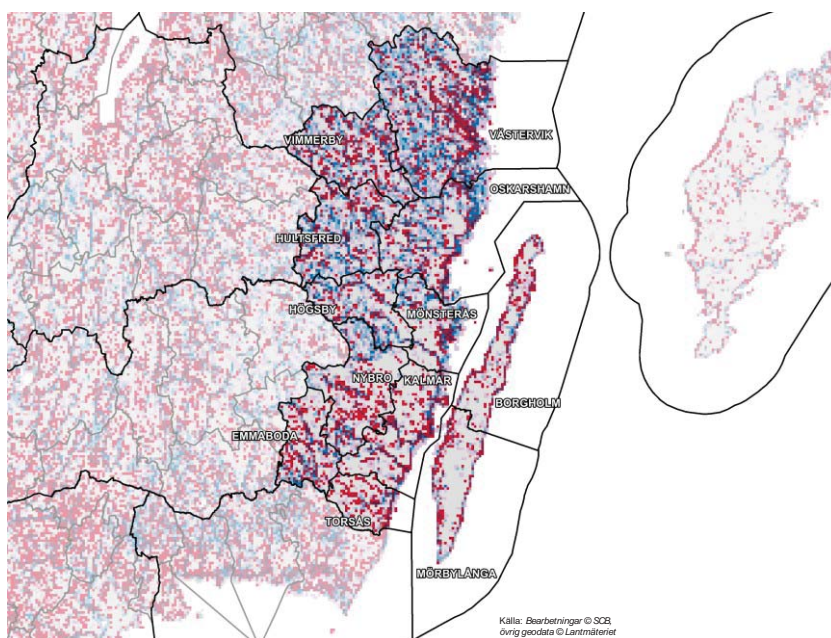 VÄSTERVIK
VIMMERBY
OSKARSHAMN
HULTSFRED
HÖGSBY
MÖNSTERÅS
NYBRO
KALMAR
BORGHOLM
EMMABODA
TORSÅS
MÖRBYLÅNGA
Källa: Bearbetningar © SCB,
övrig geodata © Lantmäteriet